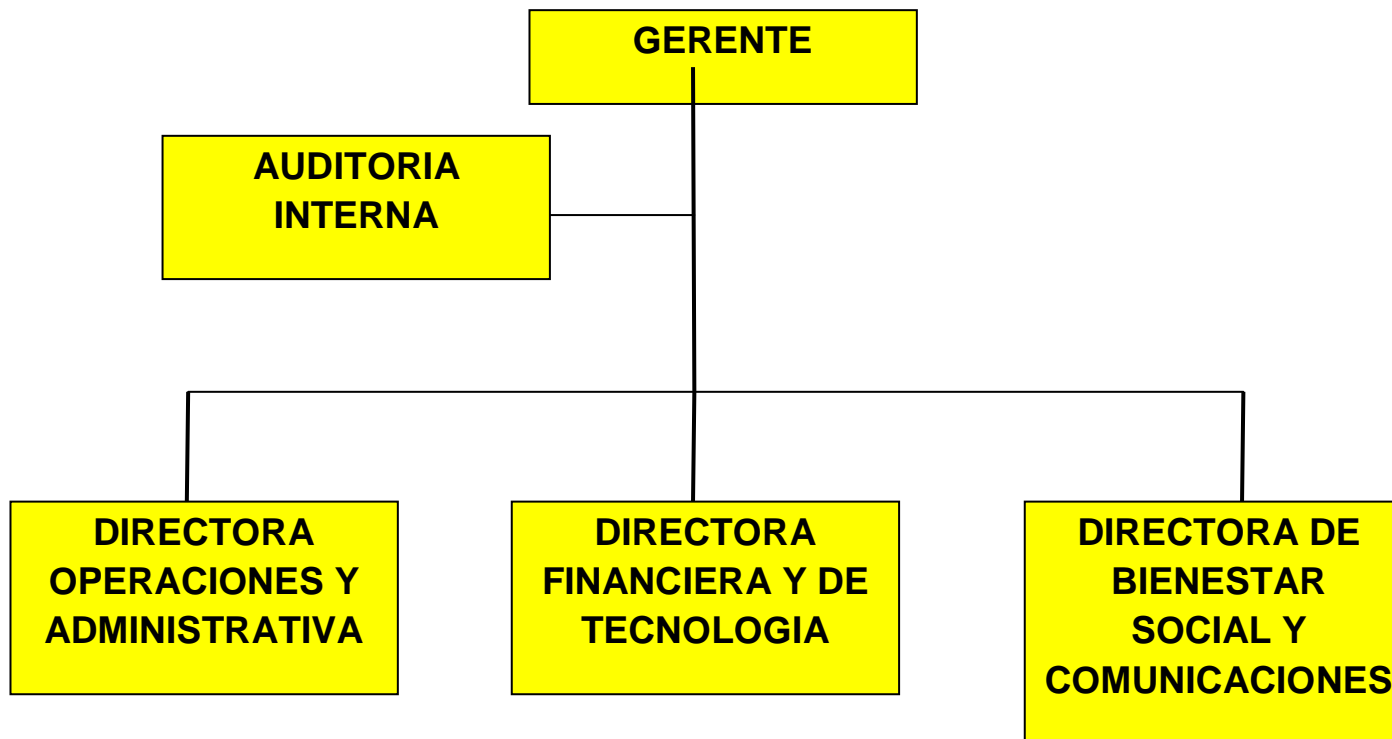 GERENTE
AUDITORIA
INTERNA
DIRECTORA
OPERACIONES Y
ADMINISTRATIVA
DIRECTORA
FINANCIERA Y DE
TECNOLOGIA
DIRECTORA DE
BIENESTAR
SOCIAL Y
COMUNICACIONES